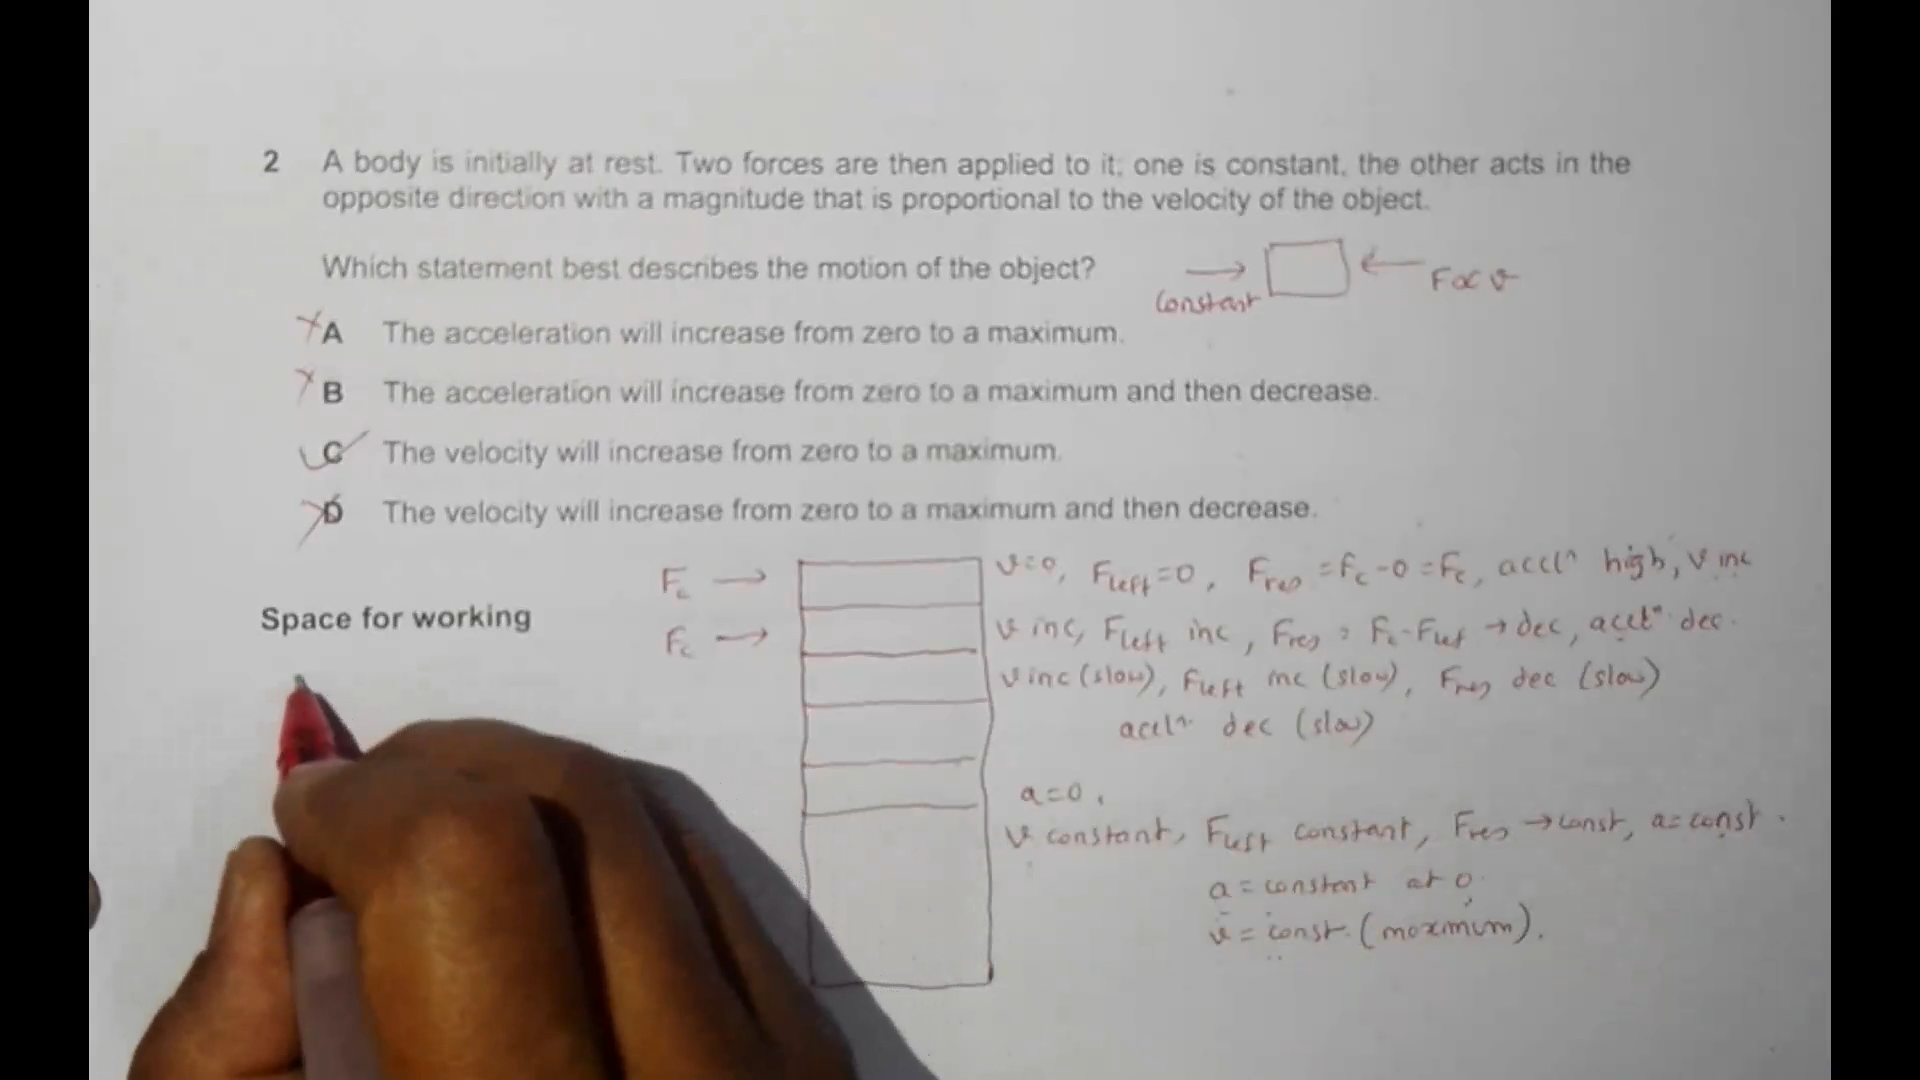 2 A body is initially at rest. Two forces are then applied to it; one is constant, the other acts in the
opposite direction with a magnitude that is proportional to the velocity of the object.
Which statement best describes the motion of the object?
constant
F∝v
A The acceleration will increase from zero to a maximum.
B The acceleration will increase from zero to a maximum and then decrease.
C The velocity will increase from zero to a maximum.
D The velocity will increase from zero to a maximum and then decrease.
Fc → v=0, Fleft=0, Fres = Fc-0 = Fc, accln high, v inc
Space for working
Fc → v inc, Fleft inc, Fres = Fc-Fleft → dec, accln dec.
v inc (slow), Fleft inc (slow), Fres dec (slow)
accln dec (slow)
a=0,
v constant, Fleft constant, Fres → const, a=const.
a = constant at 0.
v = const. (maximum).